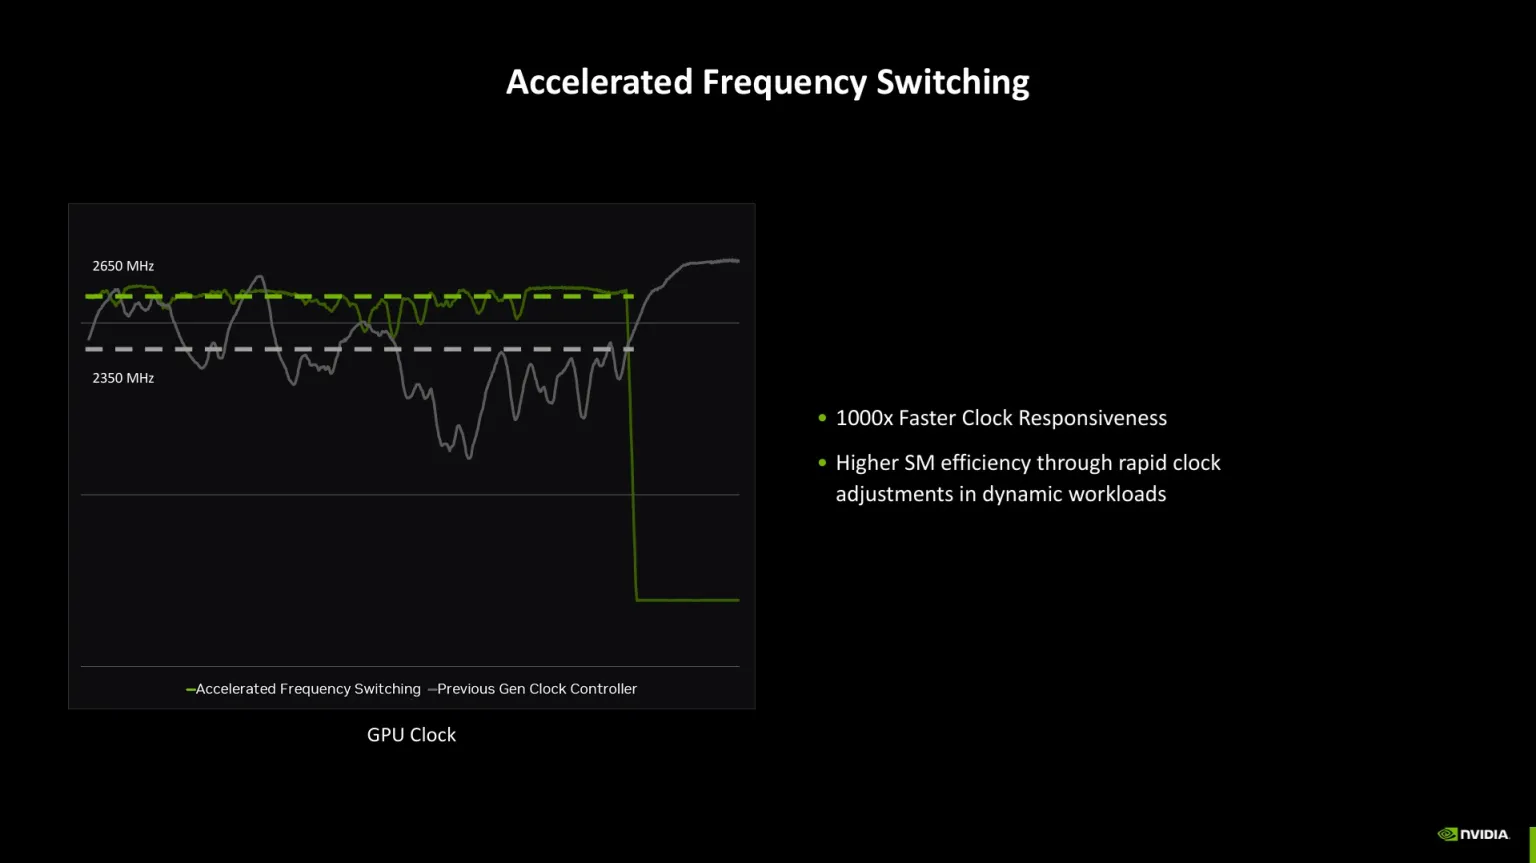 Accelerated Frequency Switching
2650 MHz
2350 MHz
Accelerated Frequency Switching Previous Gen Clock Controller
GPU Clock
• 1000x Faster Clock Responsiveness
• Higher SM efficiency through rapid clock
adjustments in dynamic workloads
NVIDIA